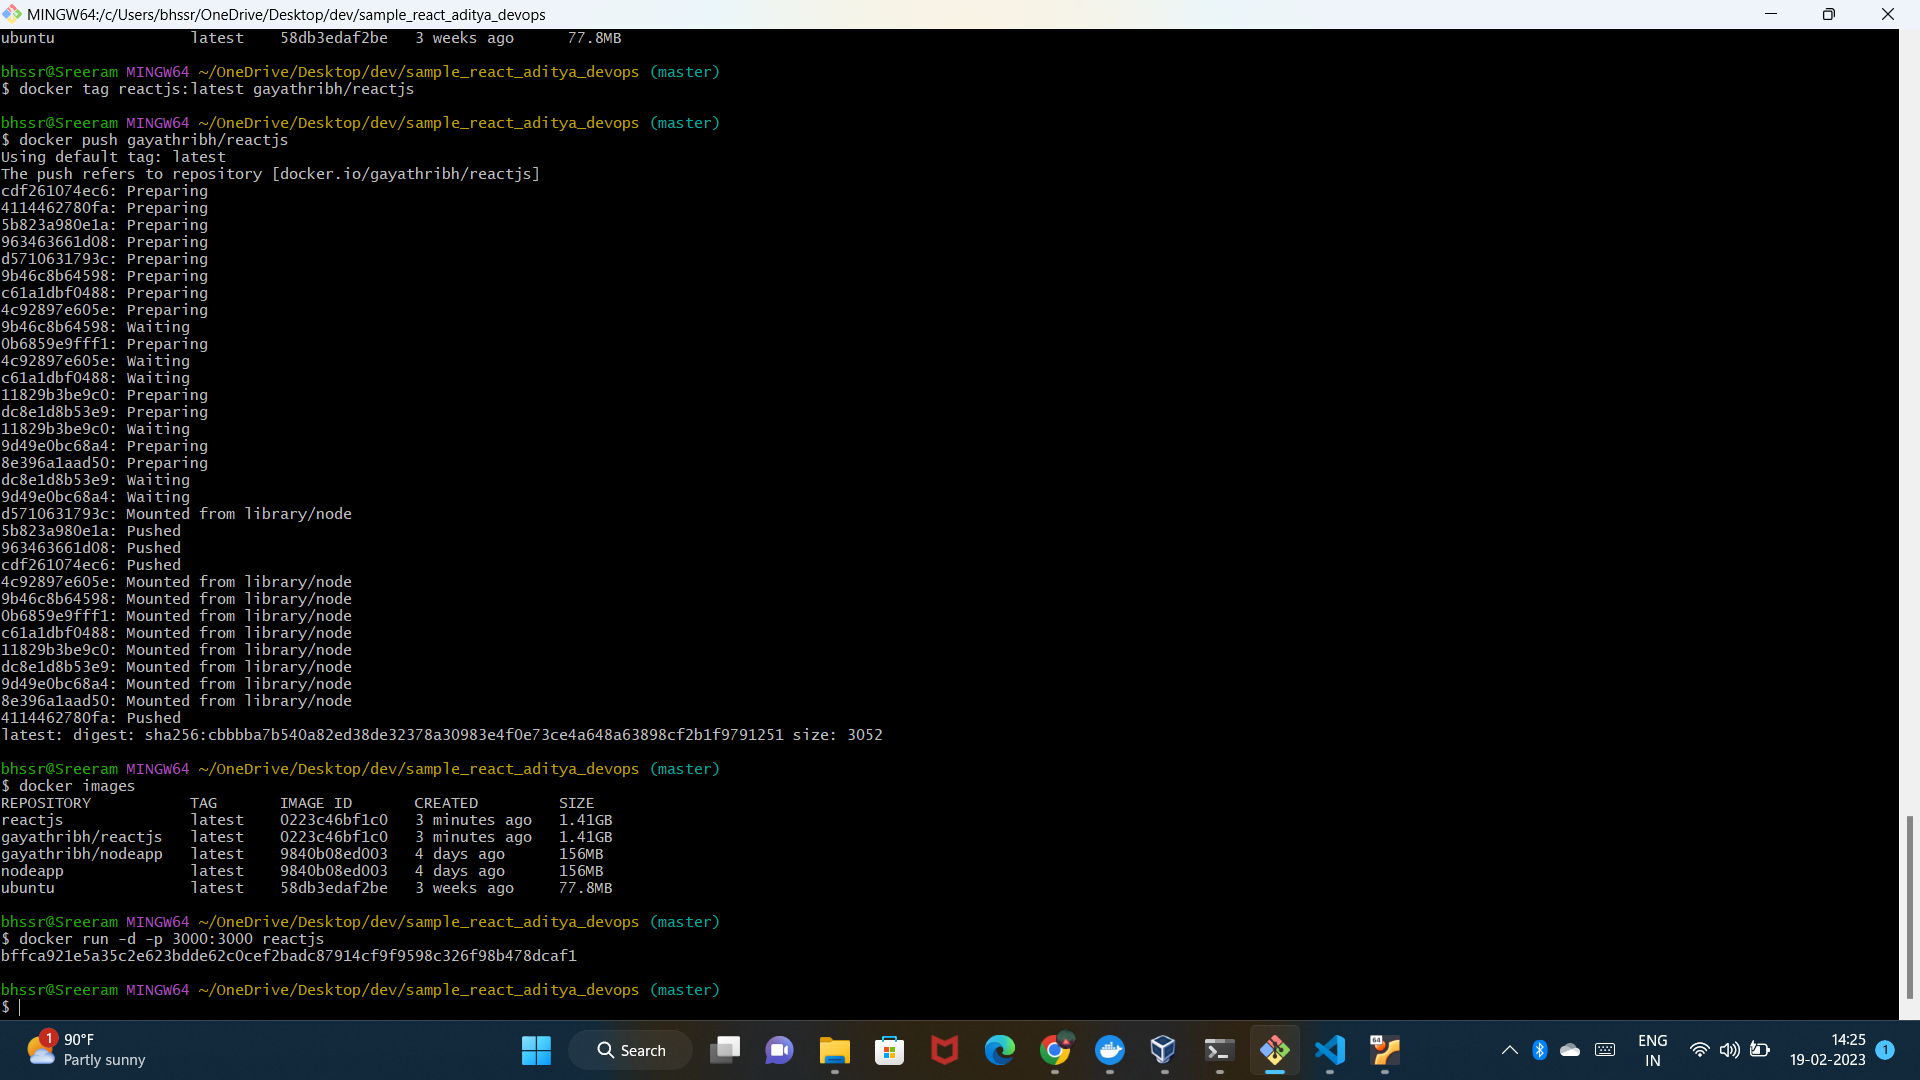 MINGW64:/c/Users/bhssr/OneDrive/Desktop/dev/sample_react_aditya_devops
ubuntu               latest    58db3edaf2be   3 weeks ago      77.8MB
bhssr@Sreeram MINGW64 ~/OneDrive/Desktop/dev/sample_react_aditya_devops (master)
$ docker tag reactjs:latest gayathribh/reactjs
bhssr@Sreeram MINGW64 ~/OneDrive/Desktop/dev/sample_react_aditya_devops (master)
$ docker push gayathribh/reactjs
Using default tag: latest
The push refers to repository [docker.io/gayathribh/reactjs]
cdf261074ec6: Preparing
4114462780fa: Preparing
5b823a980e1a: Preparing
963463661d08: Preparing
d5710631793c: Preparing
9b46c8b64598: Preparing
c61a1dbf0488: Preparing
4c92897e605e: Preparing
9b46c8b64598: Waiting
0b6859e9fff1: Preparing
4c92897e605e: Waiting
c61a1dbf0488: Waiting
11829b3be9c0: Preparing
dc8e1d8b53e9: Preparing
11829b3be9c0: Waiting
9d49e0bc68a4: Preparing
8e396a1aad50: Preparing
dc8e1d8b53e9: Waiting
9d49e0bc68a4: Waiting
d5710631793c: Mounted from library/node
5b823a980e1a: Pushed
963463661d08: Pushed
cdf261074ec6: Pushed
4c92897e605e: Mounted from library/node
9b46c8b64598: Mounted from library/node
0b6859e9fff1: Mounted from library/node
c61a1dbf0488: Mounted from library/node
11829b3be9c0: Mounted from library/node
dc8e1d8b53e9: Mounted from library/node
9d49e0bc68a4: Mounted from library/node
8e396a1aad50: Mounted from library/node
4114462780fa: Pushed
latest: digest: sha256:cbbbba7b540a82ed38de32378a30983e4f0e73ce4a648a63898cf2b1f9791251 size: 3052
bhssr@Sreeram MINGW64 ~/OneDrive/Desktop/dev/sample_react_aditya_devops (master)
$ docker images
REPOSITORY           TAG       IMAGE ID       CREATED         SIZE
reactjs              latest    0223c46bf1c0   3 minutes ago   1.41GB
gayathribh/reactjs   latest    0223c46bf1c0   3 minutes ago   1.41GB
gayathribh/nodeapp   latest    9840b08ed003   4 days ago      156MB
nodeapp              latest    9840b08ed003   4 days ago      156MB
ubuntu               latest    58db3edaf2be   3 weeks ago     77.8MB
bhssr@Sreeram MINGW64 ~/OneDrive/Desktop/dev/sample_react_aditya_devops (master)
$ docker run -d -p 3000:3000 reactjs
bffca921e5a35c2e623bdde62c0cef2badc87914cf9f9598c326f98b478dcaf1
bhssr@Sreeram MINGW64 ~/OneDrive/Desktop/dev/sample_react_aditya_devops (master)
$
1
90°F
Partly sunny
Search
64
ENG
IN
14:25
19-02-2023
1